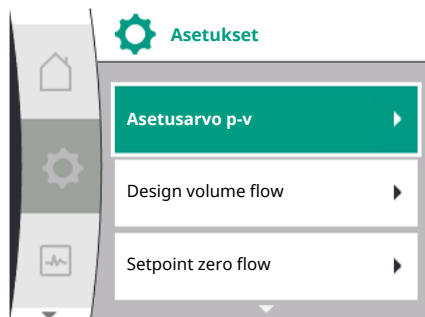 Asetukset
Asetusarvo p-v
Design volume flow
Setpoint zero flow